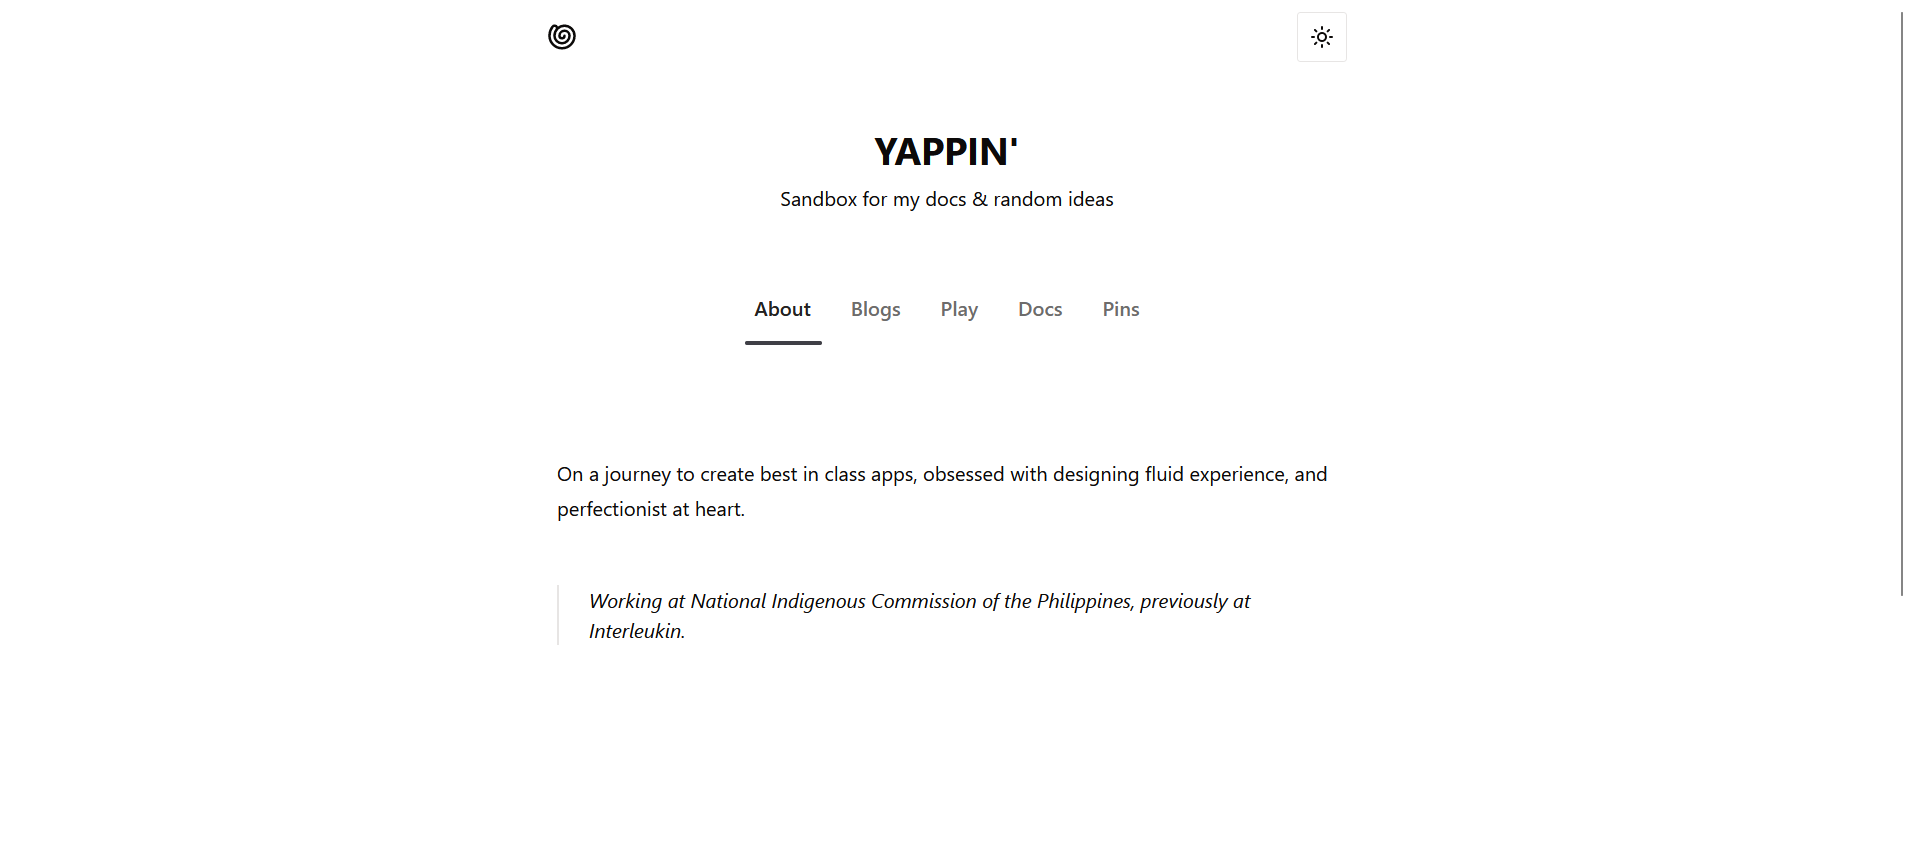 YAPPIN'
Sandbox for my docs & random ideas
About Blogs Play Docs Pins
On a journey to create best in class apps, obsessed with designing fluid experience, and
perfectionist at heart.
Working at National Indigenous Commission of the Philippines, previously at
Interleukin.